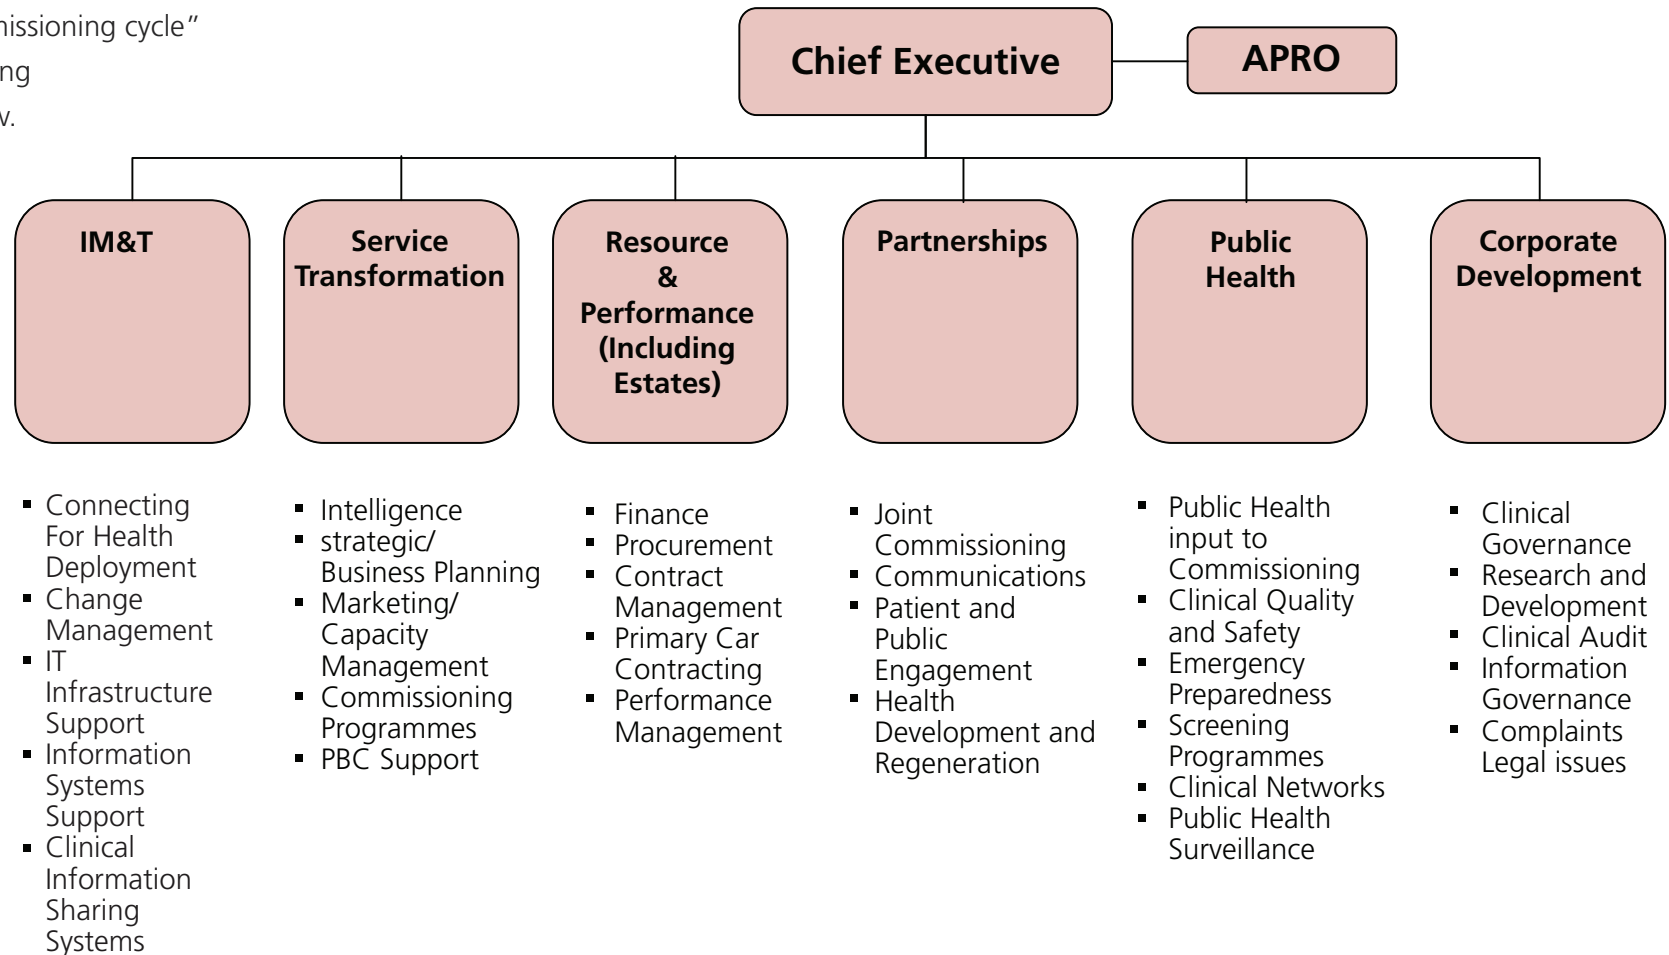 missioning cycle”
ng
v.
Chief Executive
APRO
IM&T
Service
Transformation
Resource
&
Performance
(Including
Estates)
Partnerships
Public
Health
Corporate
Development
▪ Connecting
For Health
Deployment
▪ Change
Management
▪ IT
Infrastructure
Support
▪ Information
Systems
Support
▪ Clinical
Information
Sharing
Systems
▪ Intelligence
▪ strategic/
Business Planning
▪ Marketing/
Capacity
Management
▪ Commissioning
Programmes
▪ PBC Support
▪ Finance
▪ Procurement
▪ Contract
Management
▪ Primary Car
Contracting
▪ Performance
Management
▪ Joint
Commissioning
▪ Communications
▪ Patient and
Public
Engagement
▪ Health
Development and
Regeneration
▪ Public Health
input to
Commissioning
▪ Clinical Quality
and Safety
▪ Emergency
Preparedness
▪ Screening
Programmes
▪ Clinical Networks
▪ Public Health
Surveillance
▪ Clinical
Governance
▪ Research and
Development
▪ Clinical Audit
▪ Information
Governance
▪ Complaints
Legal issues